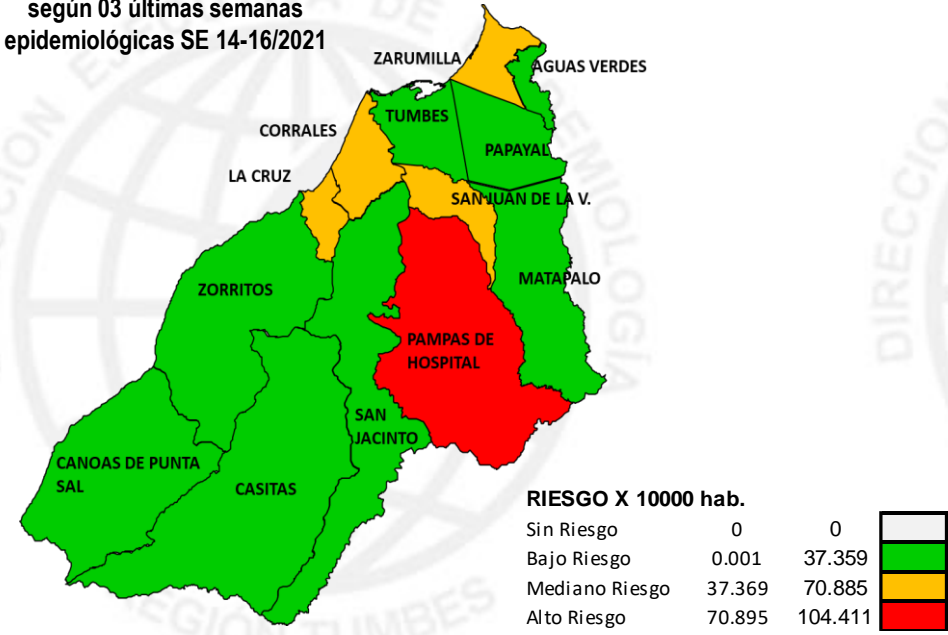 según 03 últimas semanas
epidemiológicas SE 14-16/2021
ZARUMILLA
AGUAS VERDES
TUMBES
CORRALES
PAPAYAL
LA CRUZ
SAN JUAN DE LA V.
MATAPALO
ZORRITOS
PAMPAS DE
HOSPITAL
SAN
JACINTO
CANOAS DE PUNTA
SAL
CASITAS
RIESGO X 10000 hab.
Sin Riesgo 0 0
Bajo Riesgo 0.001 37.359
Mediano Riesgo 37.369 70.885
Alto Riesgo 70.895 104.411
REGION TUMBES
DIRECCIÓN